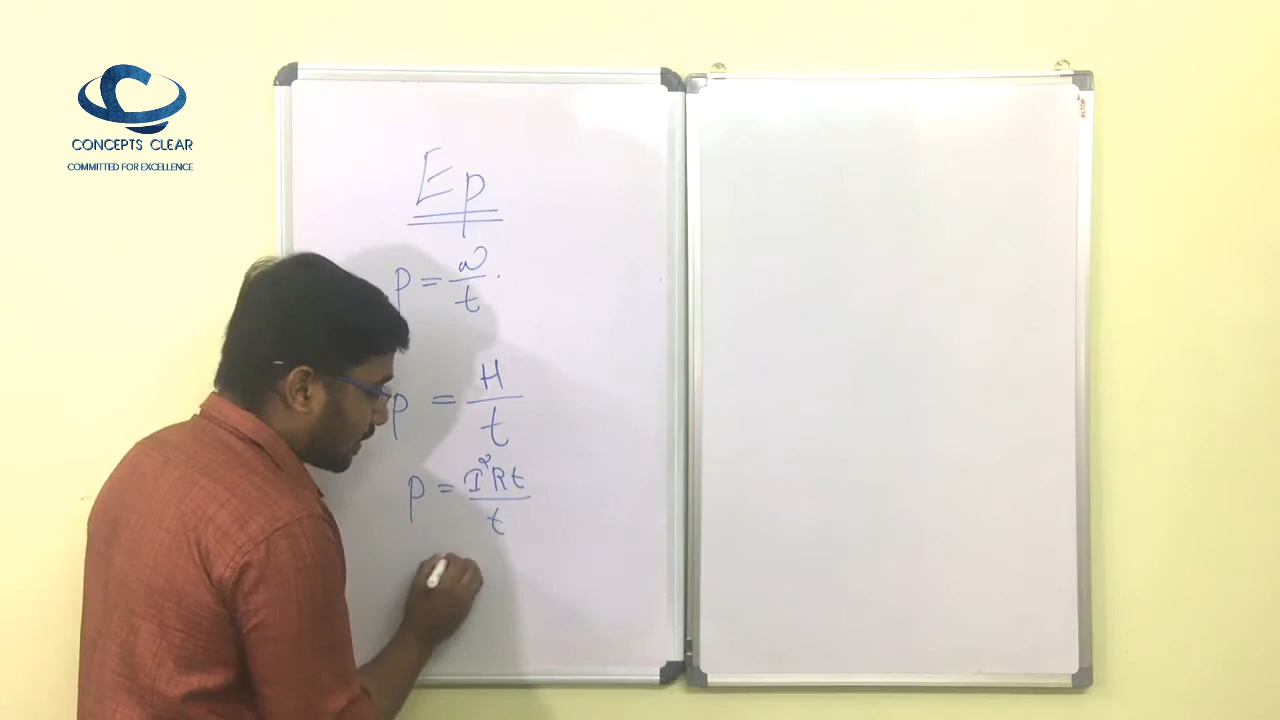 CONCEPTS CLEAR
COMMITTED FOR EXCELLENCE
Ep
P = W/t.
P = H/t
P = I²Rt/t